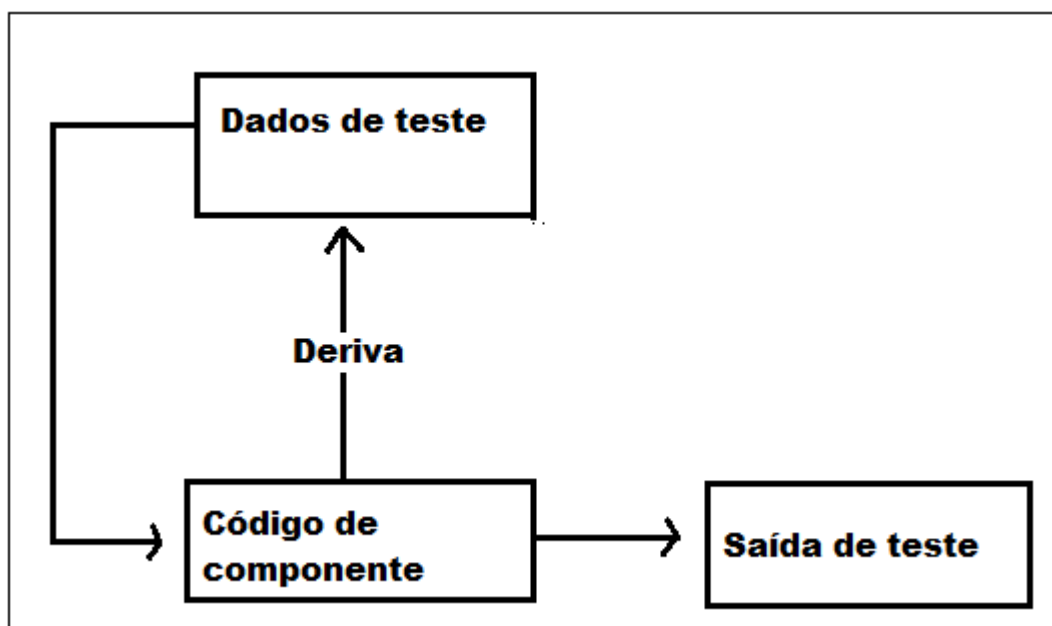 Dados de teste
Deriva
Código de
componente
Saída de teste